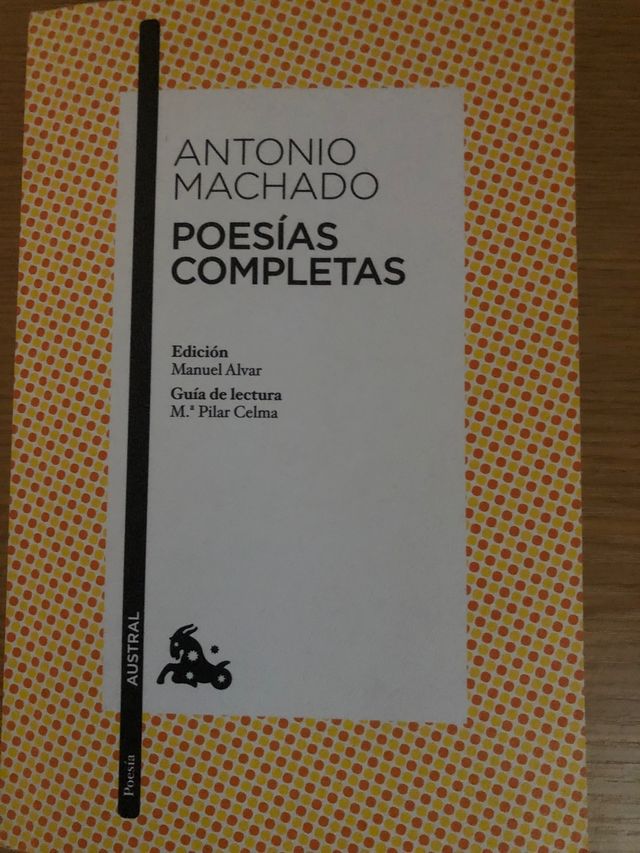 ANTONIO
MACHADO
POESÍAS
COMPLETAS
Edición
Manuel Alvar
Guía de lectura
M.ª Pilar Celma
AUSTRAL
Poesía